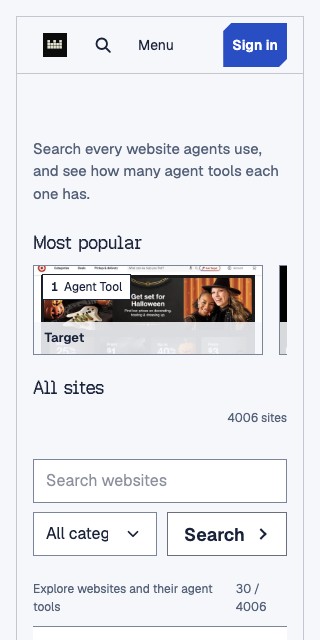 Menu
Sign in
Search every website agents use,
and see how many agent tools each
one has.
Most popular
1 Agent Tool
Get set for
Halloween
Target
All sites
4006 sites
Search websites
All categ
Search
Explore websites and their agent
tools
30 /
4006